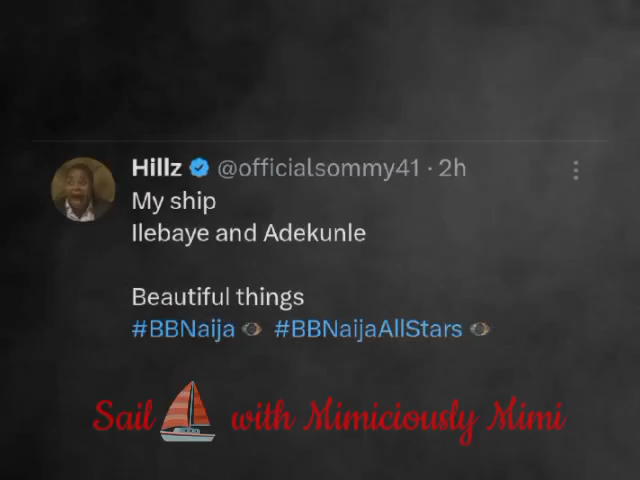 Hillz @officialsommy41 · 2h
My ship
Ilebaye and Adekunle
Beautiful things
#BBNaija #BBNaijaAllStars
Sail with Mimiciously Mimi